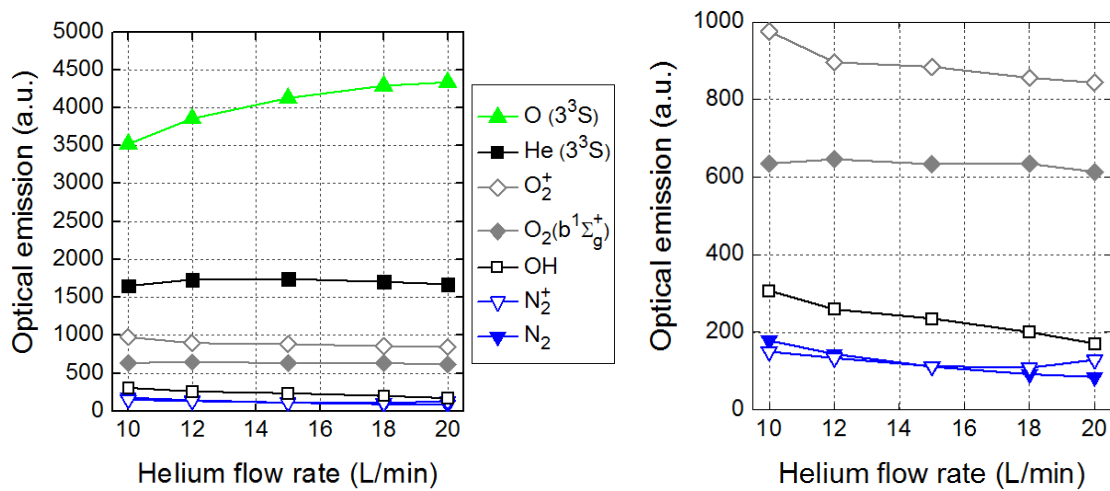 Optical emission (a.u.)
5000
4500
4000
3500
3000
2500
2000
1500
1000
500
0
10 12 14 16 18 20
Helium flow rate (L/min)
O (3³S)
He (3³S)
O₂⁺
O₂(b¹Σg⁺)
OH
N₂⁺
N₂
Optical emission (a.u.)
1000
800
600
400
200
0
10 12 14 16 18 20
Helium flow rate (L/min)